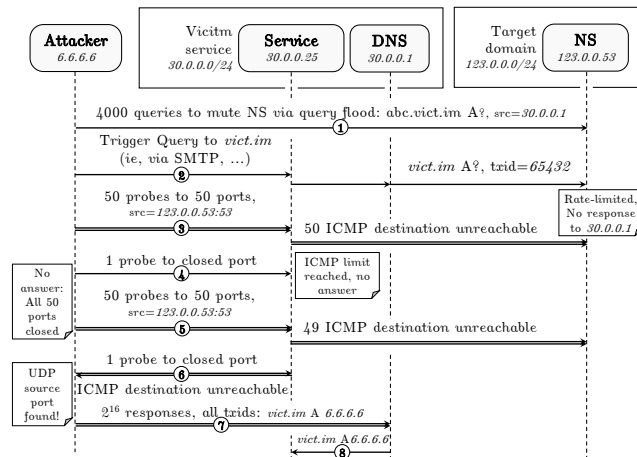 Attacker
6.6.6.6
Vicitm
service
30.0.0.0/24
Service
30.0.0.25
DNS
30.0.0.1
Target
domain
123.0.0.0/24
NS
123.0.0.53
4000 queries to mute NS via query flood: abc.vict.im A?, src=30.0.0.1
1
Trigger Query to vict.im
(ie, via SMTP, ...)
2
vict.im A?, txid=65432
Rate-limited,
No response
to 30.0.0.1
50 probes to 50 ports,
src=123.0.0.53:53
3
50 ICMP destination unreachable
1 probe to closed port
4
ICMP limit
reached, no
answer
No
answer:
All 50
ports
closed
50 probes to 50 ports,
src=123.0.0.53:53
5
49 ICMP destination unreachable
1 probe to closed port
6
ICMP destination unreachable
UDP
source
port
found!
2¹⁶ responses, all txids: vict.im A 6.6.6.6
7
vict.im A6.6.6.6
8